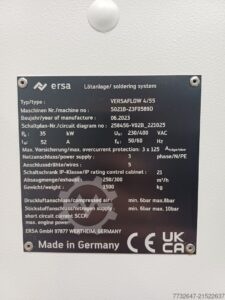 ersa
Lötanlage/ soldering system
Typ/type : VERSAFLOW 4/55
Maschinen Nr./machine no :
Baujahr/year of manufacture : 06.2023
Schaltplan-Nr./circuit diagram no :
35 kW 230/400 VAC
52 A 50/60 Hz
Max. Versicherung/max. overcurrent protection: 3 x 125 A
Netzanschluss/power supply : 3 phase/N/PE
Anschlussdrähte/wires : 5
Schaltschrank IP-Klasse/IP rating control cabinet: 21
Absaugmenge/exhaust : 250/300 m³/h
Gewicht/weight : 1500 kg
Druckluftanschluss/compressed air : min. 6bar max.8bar
Stickstoffanschluss/nitrogen supply : min. 6bar max. 10bar
short circuit current SCCR
max. engine power
ERSA GmbH 97877 WERTHEIM, GERMANY
Made in Germany CE UK CA
7732647-21522637